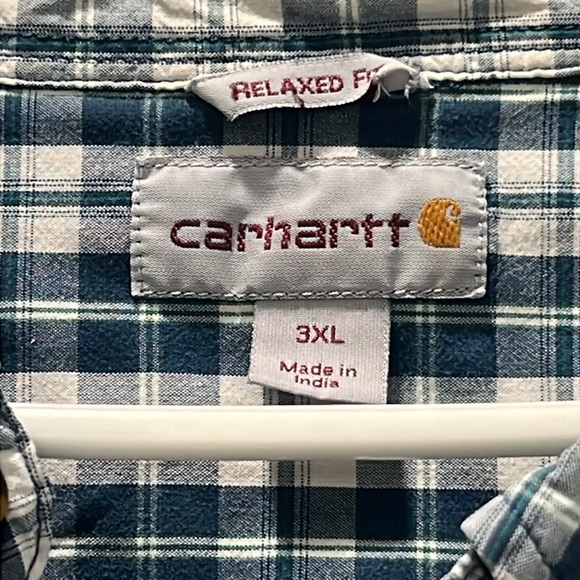 RELAXED
carhartt
3XL
Made in
India